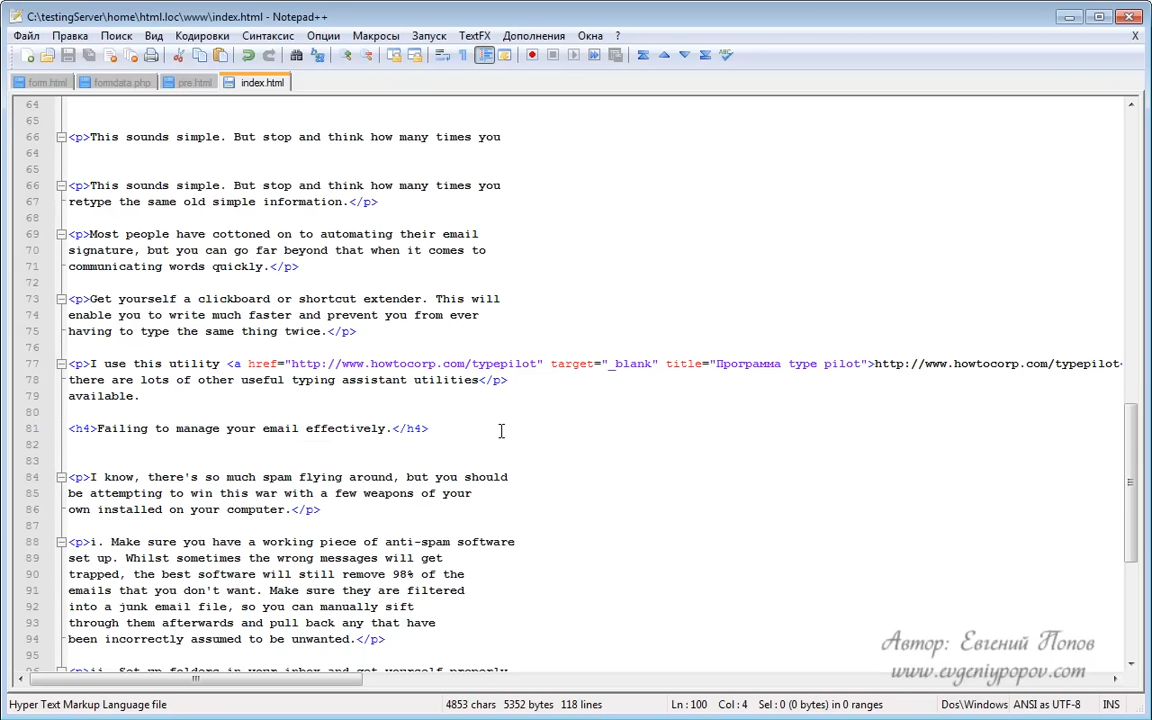 C:\testingServer\home\html.loc\www\index.html - Notepad++
Файл Правка Поиск Вид Кодировки Синтаксис Опции Макросы Запуск TextFX Дополнения Окна ? X
form.html formdata.php pre.html index.html
64
65
66 <p>This sounds simple. But stop and think how many times you
64
65
66 <p>This sounds simple. But stop and think how many times you
67 retype the same old simple information.</p>
68
69 <p>Most people have cottoned on to automating their email
70 signature, but you can go far beyond that when it comes to
71 communicating words quickly.</p>
72
73 <p>Get yourself a clickboard or shortcut extender. This will
74 enable you to write much faster and prevent you from ever
75 having to type the same thing twice.</p>
76
77 <p>I use this utility <a href="http://www.howtocorp.com/typepilot" target="_blank" title="Программа type pilot">http://www.howtocorp.com/typepilot<
78 there are lots of other useful typing assistant utilities</p>
79 available.
80
81 <h4>Failing to manage your email effectively.</h4>
82
83
84 <p>I know, there's so much spam flying around, but you should
85 be attempting to win this war with a few weapons of your
86 own installed on your computer.</p>
87
88 <p>i. Make sure you have a working piece of anti-spam software
89 set up. Whilst sometimes the wrong messages will get
90 trapped, the best software will still remove 98% of the
91 emails that you don't want. Make sure they are filtered
92 into a junk email file, so you can manually sift
93 through them afterwards and pull back any that have
94 been incorrectly assumed to be unwanted.</p>
95
96 <p>ii. Set up folders in your inbox and get yourself properly
Автор: Евгений Попов
www.evgeniypopov.com
Hyper Text Markup Language file 4853 chars 5352 bytes 118 lines Ln : 100 Col : 4 Sel : 0 (0 bytes) in 0 ranges Dos\Windows ANSI as UTF-8 INS